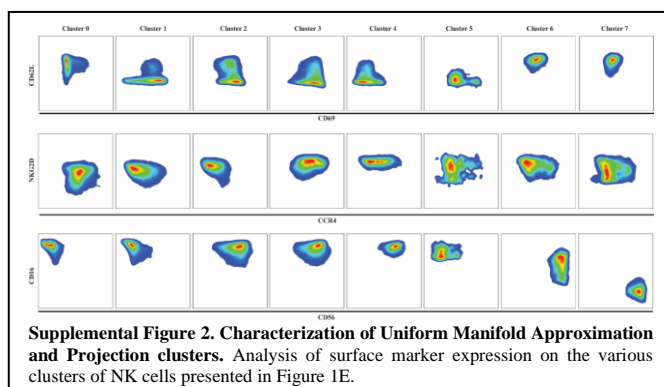 Cluster 0 Cluster 1 Cluster 2 Cluster 3 Cluster 4 Cluster 5 Cluster 6 Cluster 7
CD62L
CD69
NKG2D
CCR4
CD16
CD56
Supplemental Figure 2. Characterization of Uniform Manifold Approximation
and Projection clusters. Analysis of surface marker expression on the various
clusters of NK cells presented in Figure 1E.